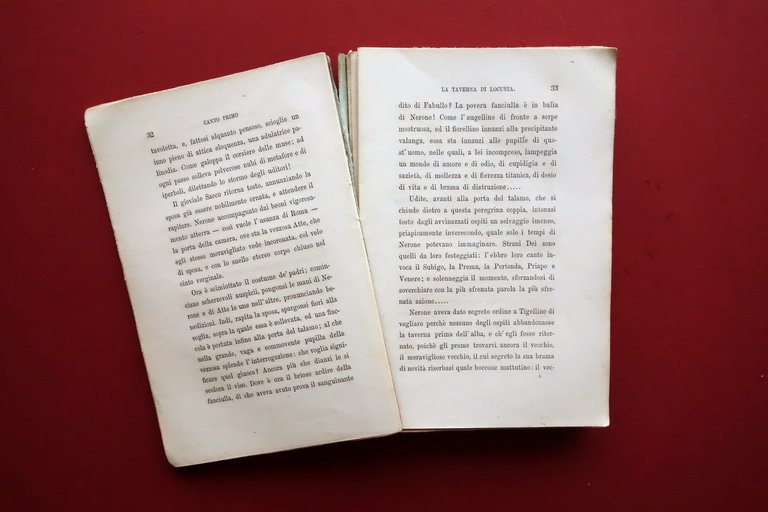 32 CANTO PRIMO
tavoletta, e, fattosi alquanto pensoso, scioglie un
inno pieno di attica eloquenza, una adulatrice pa-
linodia. Come galoppa il corsiero delle muse; ad
ogni passo solleva polverose nubi di metafore e di
iperboli, dilettando lo stormo degli uditori!
Il gioviale Sacco ritorna tosto, annunziando la
sposa già essere nobilmente ornata, e attendere il
rapitore. Nerone accompagnato dai beoni vigorosa-
mente atterra — così vuole l'usanza di Roma —
la porta della camera, ove sta la vezzosa Atte, che
egli stesso meravigliato vede incoronata, col velo
di sposa, e con lo snello etereo corpo chiuso nel
cinto verginale.
Ora è scimiottato il costume de' padri; comin-
ciano schertevoli auspizii, pongonsi le mani di Ne-
rone e di Atte le une nell'altre, pronunziando be-
nedizioni. Indi, rapita la sposa, spargonsi fiori alla
soglia, sopra la quale essa è sollevata, ed una fine-
cola è portata infino alla porta del talamo; al che
nella grande, vaga e commovente pupilla della
vezzosa splende l'interrogazione: che voglia signi-
ficare quel giuoco? Ancora più che dianzi le si
scolora il viso. Dove è ora il brioso ardire della
fanciulla, di che aveva avuto prova il sanguinante
LA TAVERNA DI LOCUSTA. 33
dito di Fabullo? La povera fanciulla è in balia
di Nerone! Come l'augellino di fronte a serpe
mostruosa, ed il fiorellino innanzi alla precipitante
valanga, essa sta innanzi alle pupille di que-
st'uomo, nelle quali, a lei incompreso, lampeggia
un mondo di amore e di odio, di cupidigia e di
sazietà, di mollezza e di fierezza titanica, di desio
di vita e di brama di distruzione.....
Udite, avanti alla porta del talamo, che si
chiude dietro a questa peregrina coppia, intonasi
tosto dagli avvinazzati ospiti un selvaggio imeneo,
prispicamente inverecondo, quale solo i tempi di
Nerone potevano immaginare. Strani Dei sono
quelli da loro festeggiati: l'ebbro loro canto in-
voca il Subigo, la Prema, la Perionda, Priapo e
Venere; e solenneggia il momento, sforzandosi di
soverchiare con la più sfrenata parola la più sfre-
nata azione.....
Nerone aveva dato segreto ordine a Tigellino di
vegliare perchè nessuno degli ospiti abbandonasse
la taverna prima dell'alba, e ch'egli fosse ritor-
nato, poichè gli preme trovarvi ancora il vecchio,
il meraviglioso vecchio, il cui segreto la sua brama
di novità riserbasi quale boccone mattutino: il vec-